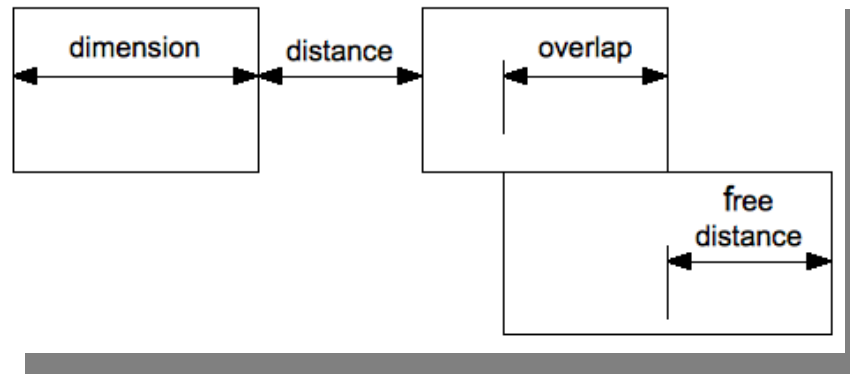 dimension
distance
overlap
free
distance